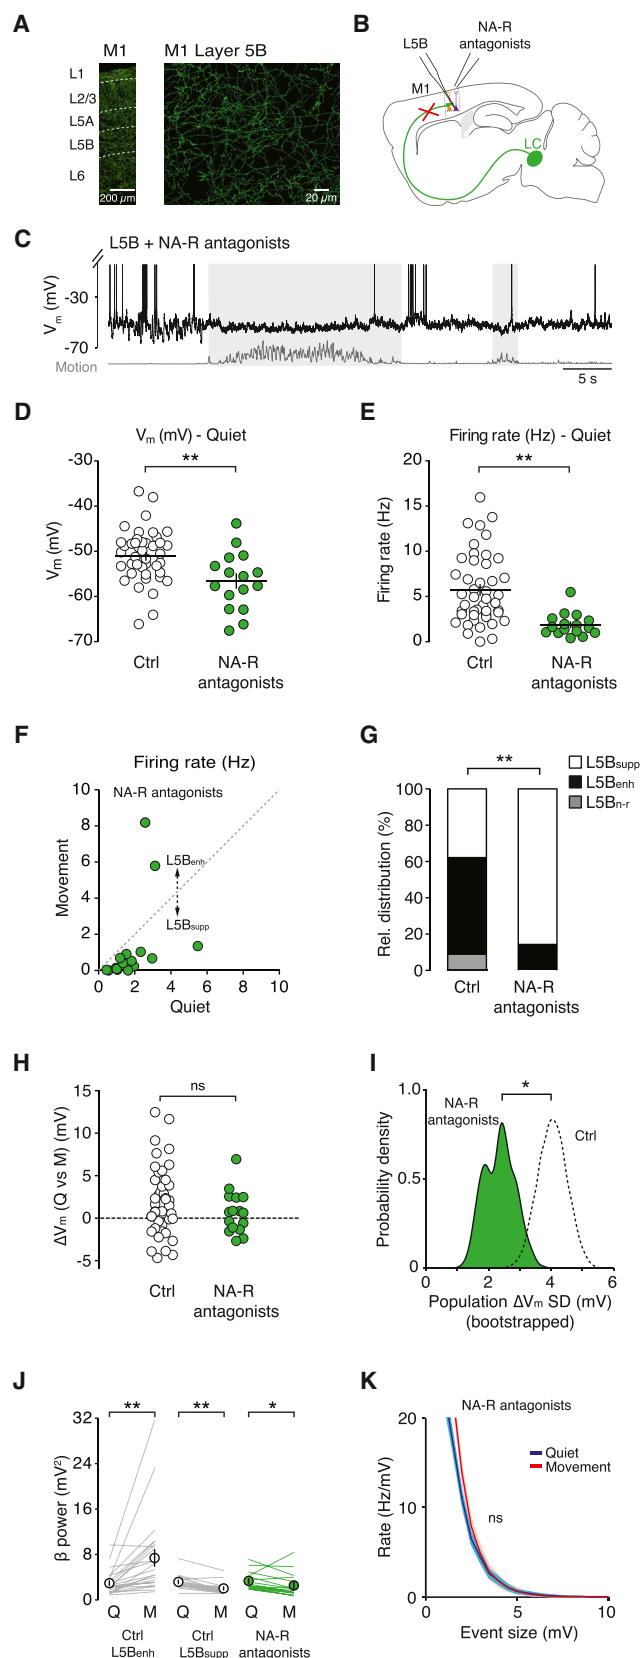 A
M1
M1 Layer 5B
L1
L2/3
L5A
L5B
L6
200 µm
20 µm
B
NA-R
antagonists
L5B
M1
LC
C
L5B + NA-R antagonists
Vm (mV)
-30
-70
Motion
5 s
D
Vm (mV) - Quiet
**
-30
-40
-50
-60
-70
Vm (mV)
Ctrl
NA-R
antagonists
E
Firing rate (Hz) - Quiet
**
20
15
10
5
0
Firing rate (Hz)
Ctrl
NA-R
antagonists
F
Firing rate (Hz)
NA-R antagonists
10
8
6
4
2
0
Movement
L5Benh
L5Bsupp
0 2 4 6 8 10
Quiet
G
**
L5Bsupp
L5Benh
L5Bn-r
100
80
60
40
20
0
Rel. distribution (%)
Ctrl
NA-R
antagonists
H
ns
15
10
5
0
-5
ΔVm (Q vs M) (mV)
Ctrl
NA-R
antagonists
I
1.0
0.5
0
Probability density
NA-R
antagonists
*
Ctrl
0 2 4 6
Population ΔVm SD (mV)
(bootstrapped)
J
** ** *
32
24
16
8
0
β power (mV²)
Q M Q M Q M
Ctrl
L5Benh
Ctrl
L5Bsupp
NA-R
antagonists
K
NA-R antagonists
20
10
0
Rate (Hz/mV)
Quiet
Movement
ns
0 5 10
Event size (mV)